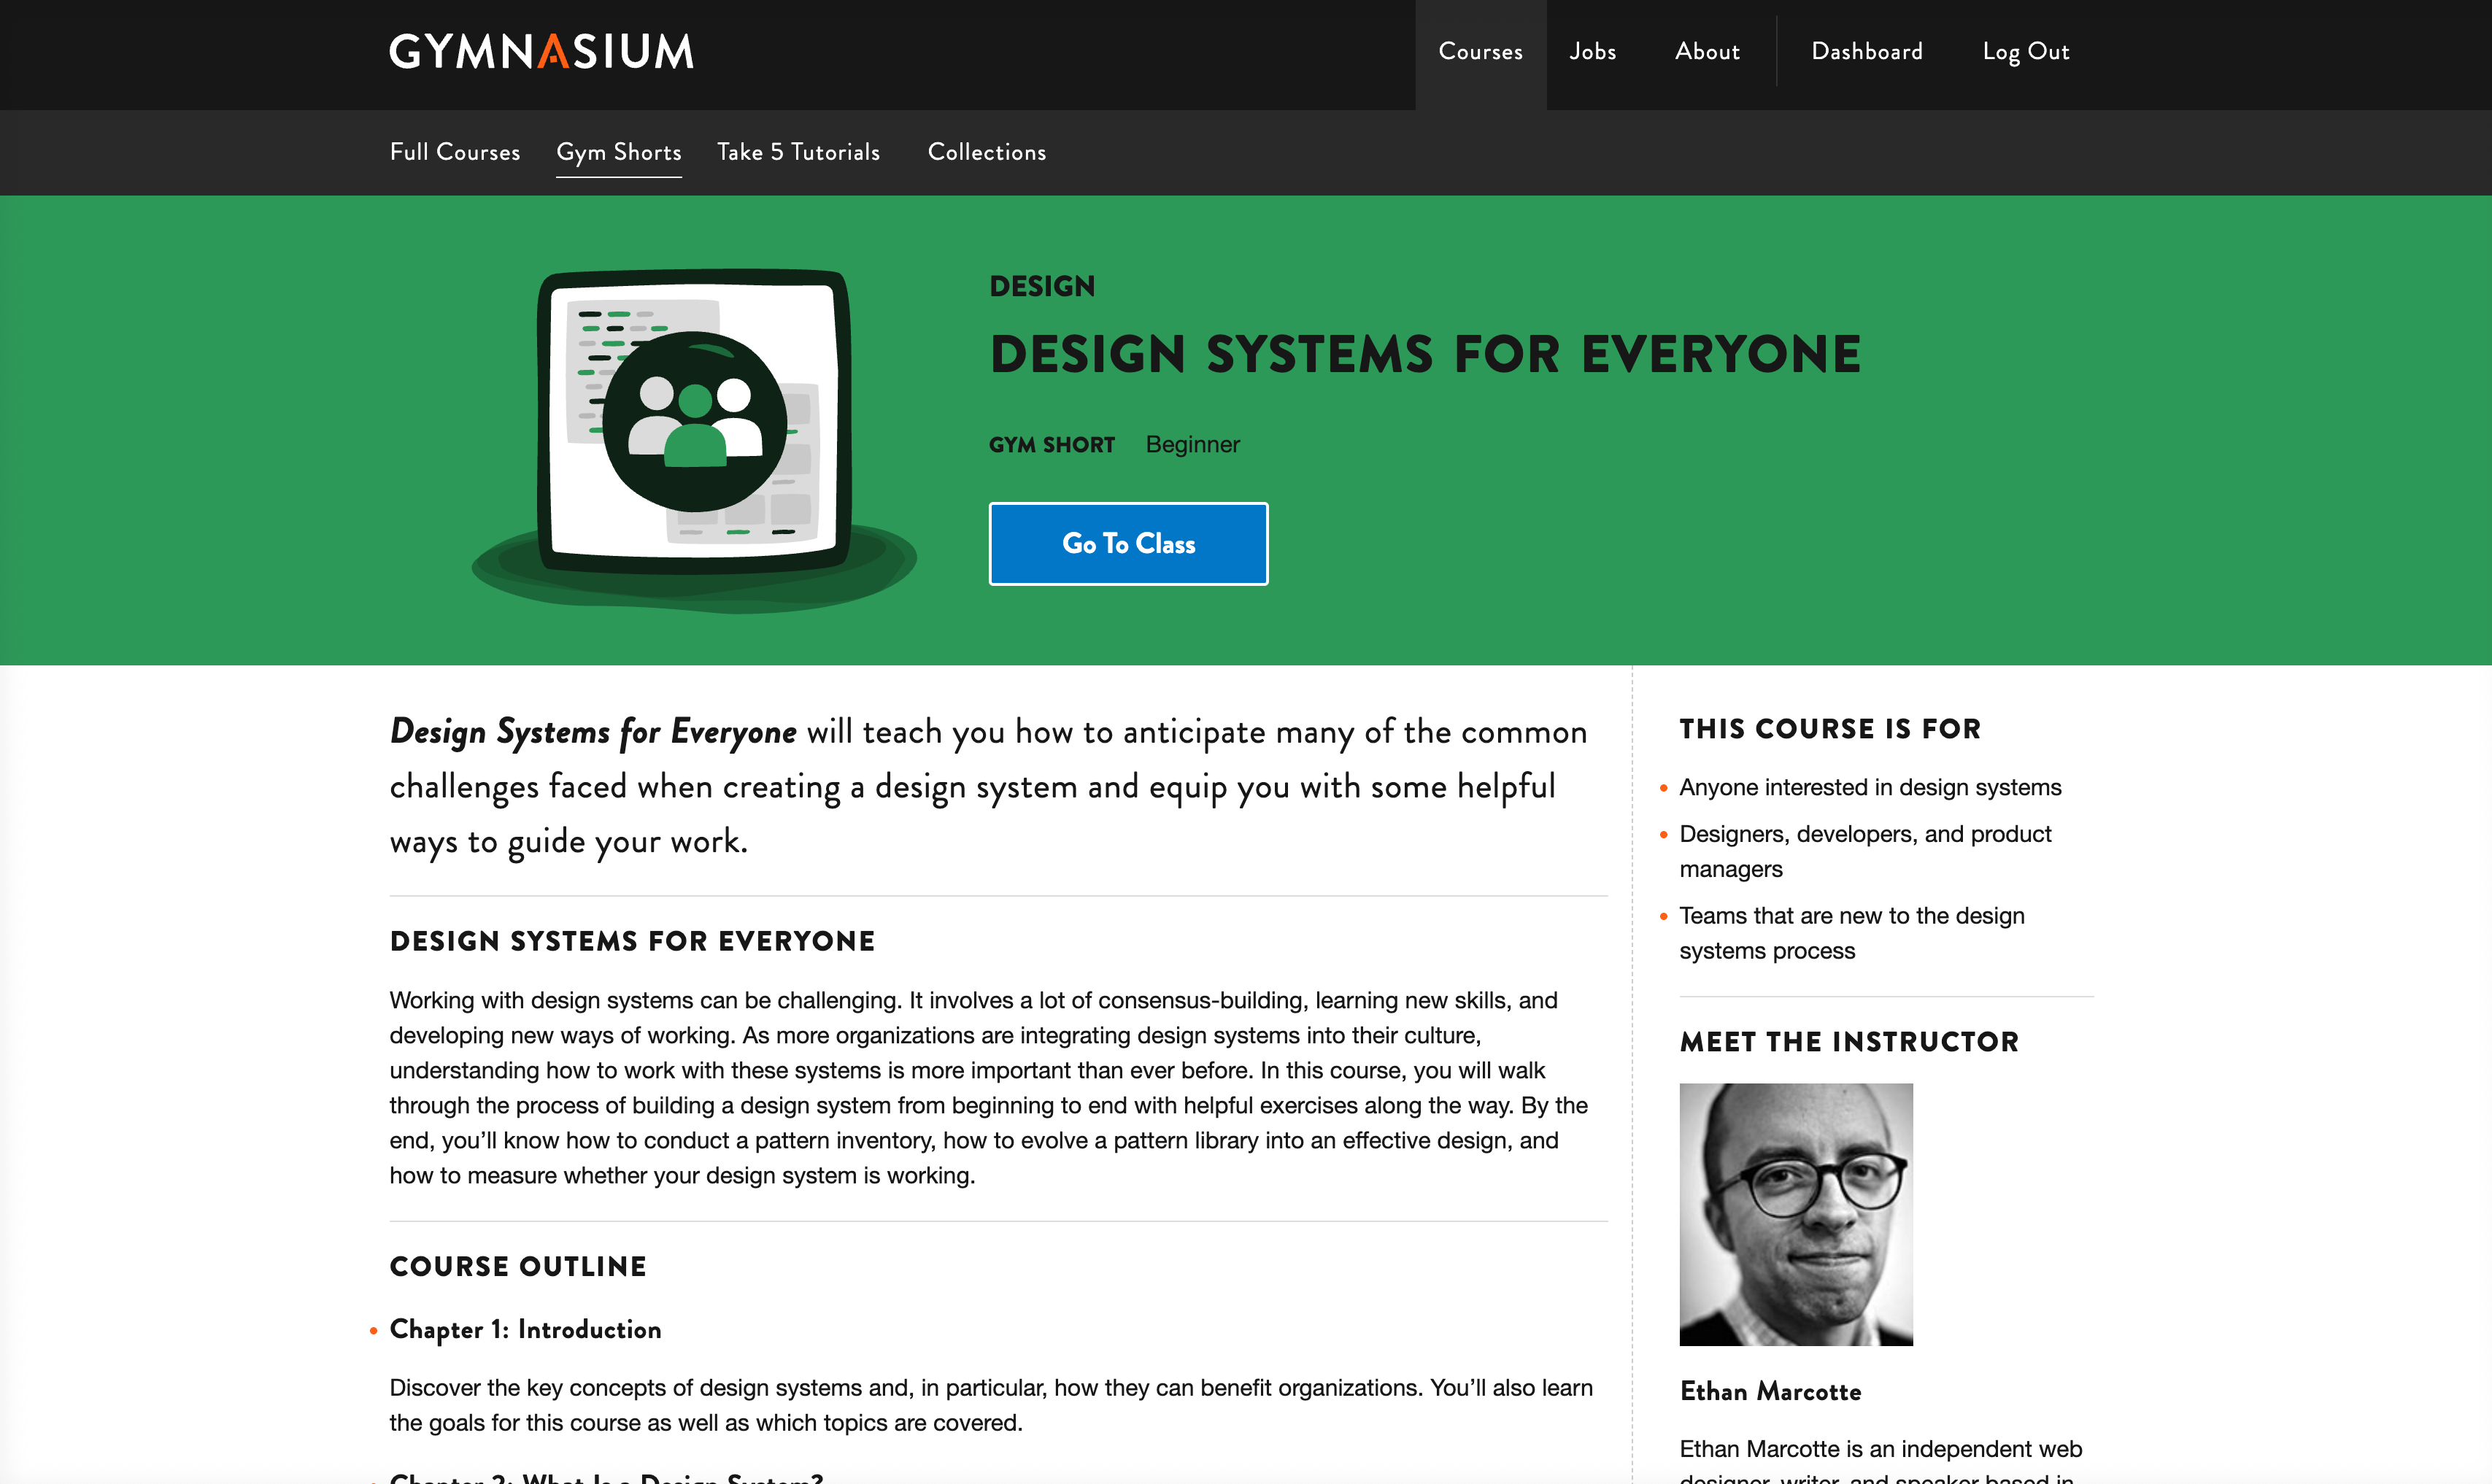 GYMNASIUM
Courses
Jobs
About
Dashboard
Log Out
Full Courses
Gym Shorts
Take 5 Tutorials
Collections
DESIGN
DESIGN SYSTEMS FOR EVERYONE
GYM SHORT Beginner
Go To Class
Design Systems for Everyone will teach you how to anticipate many of the common
challenges faced when creating a design system and equip you with some helpful
ways to guide your work.
DESIGN SYSTEMS FOR EVERYONE
Working with design systems can be challenging. It involves a lot of consensus-building, learning new skills, and
developing new ways of working. As more organizations are integrating design systems into their culture,
understanding how to work with these systems is more important than ever before. In this course, you will walk
through the process of building a design system from beginning to end with helpful exercises along the way. By the
end, you’ll know how to conduct a pattern inventory, how to evolve a pattern library into an effective design, and
how to measure whether your design system is working.
COURSE OUTLINE
Chapter 1: Introduction
Discover the key concepts of design systems and, in particular, how they can benefit organizations. You’ll also learn
the goals for this course as well as which topics are covered.
Chapter 2: What Is a Design System?
THIS COURSE IS FOR
Anyone interested in design systems
Designers, developers, and product
managers
Teams that are new to the design
systems process
MEET THE INSTRUCTOR
Ethan Marcotte
Ethan Marcotte is an independent web
designer, writer, and speaker based in